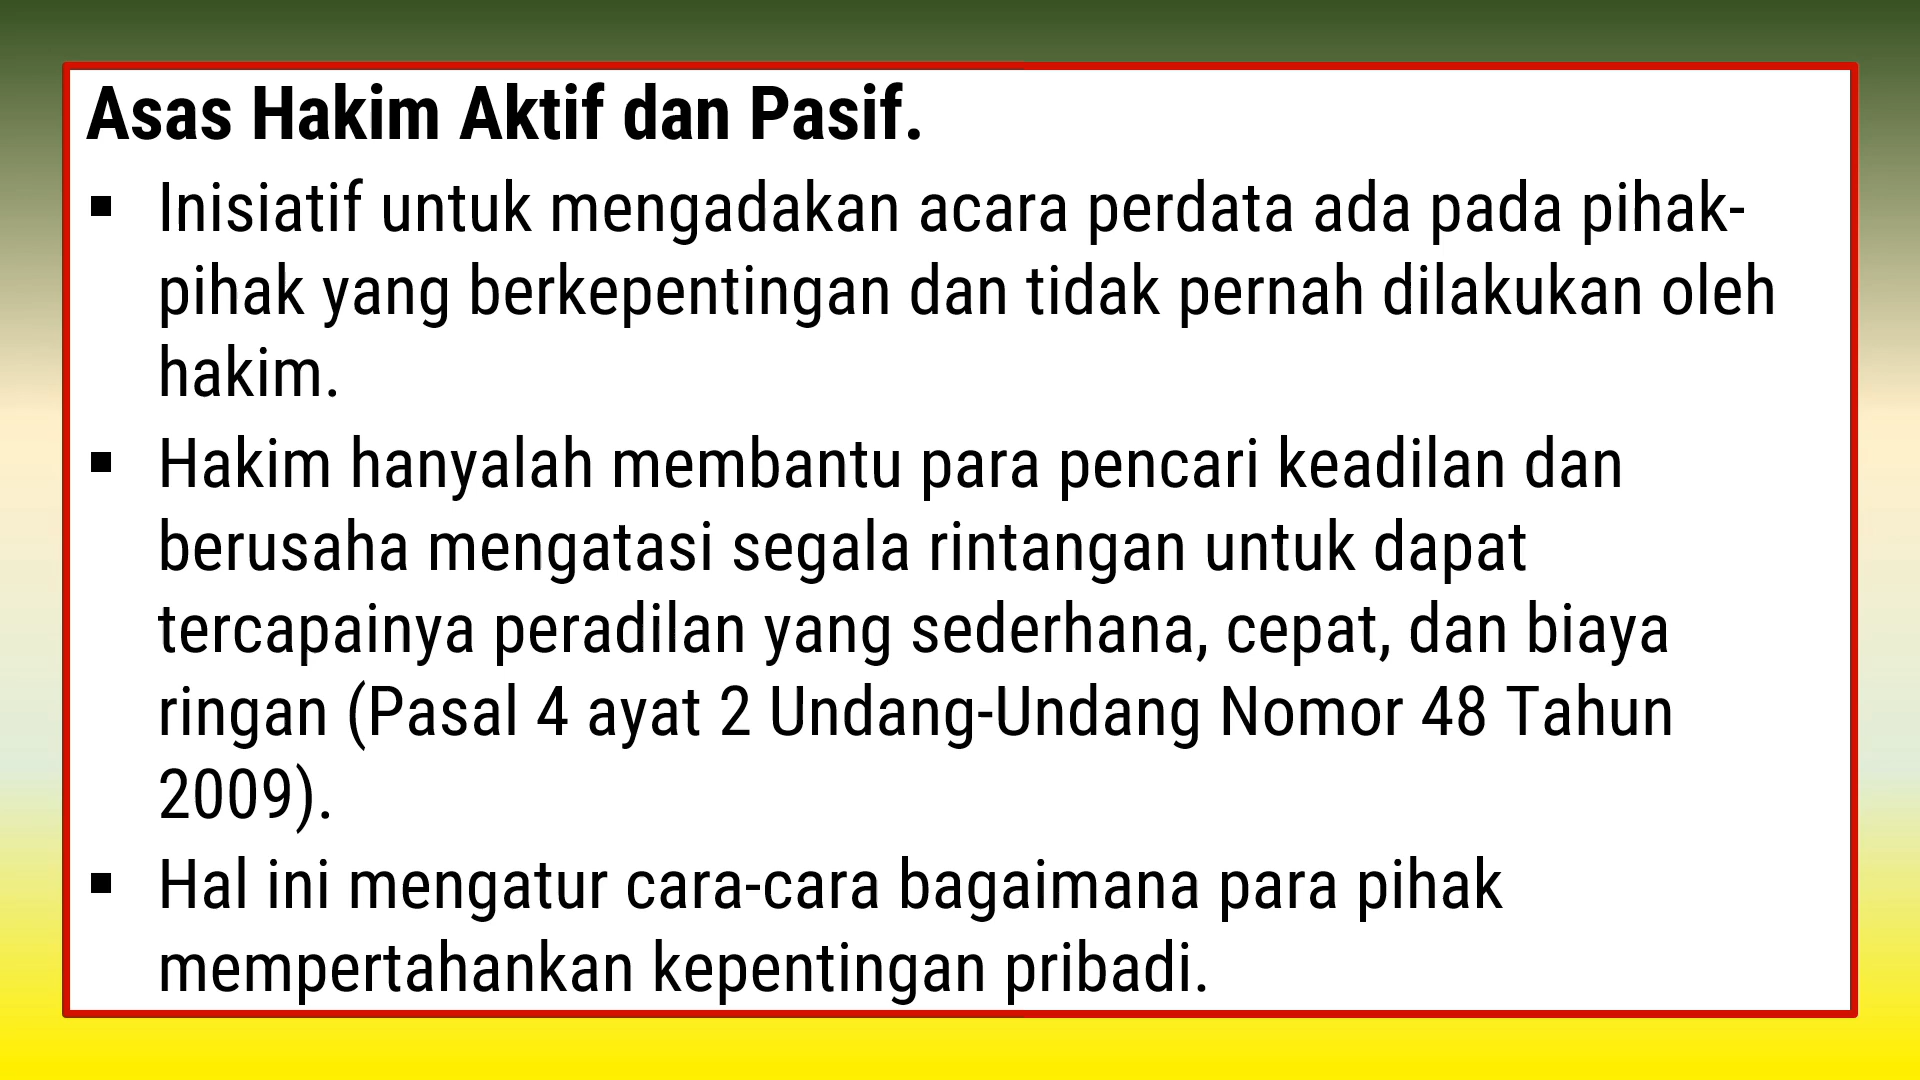 Asas Hakim Aktif dan Pasif.
▪ Inisiatif untuk mengadakan acara perdata ada pada pihak-
pihak yang berkepentingan dan tidak pernah dilakukan oleh
hakim.
▪ Hakim hanyalah membantu para pencari keadilan dan
berusaha mengatasi segala rintangan untuk dapat
tercapainya peradilan yang sederhana, cepat, dan biaya
ringan (Pasal 4 ayat 2 Undang-Undang Nomor 48 Tahun
2009).
▪ Hal ini mengatur cara-cara bagaimana para pihak
mempertahankan kepentingan pribadi.